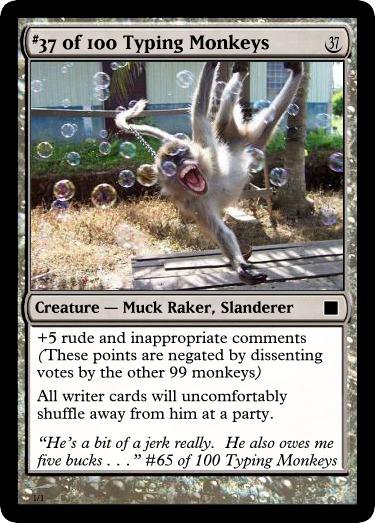 #37 of 100 Typing Monkeys
37
Creature — Muck Raker, Slanderer
+5 rude and inappropriate comments
(These points are negated by dissenting
votes by the other 99 monkeys)
All writer cards will uncomfortably
shuffle away from him at a party.
“He's a bit of a jerk really.  He also owes me
five bucks . . .” #65 of 100 Typing Monkeys
1/1